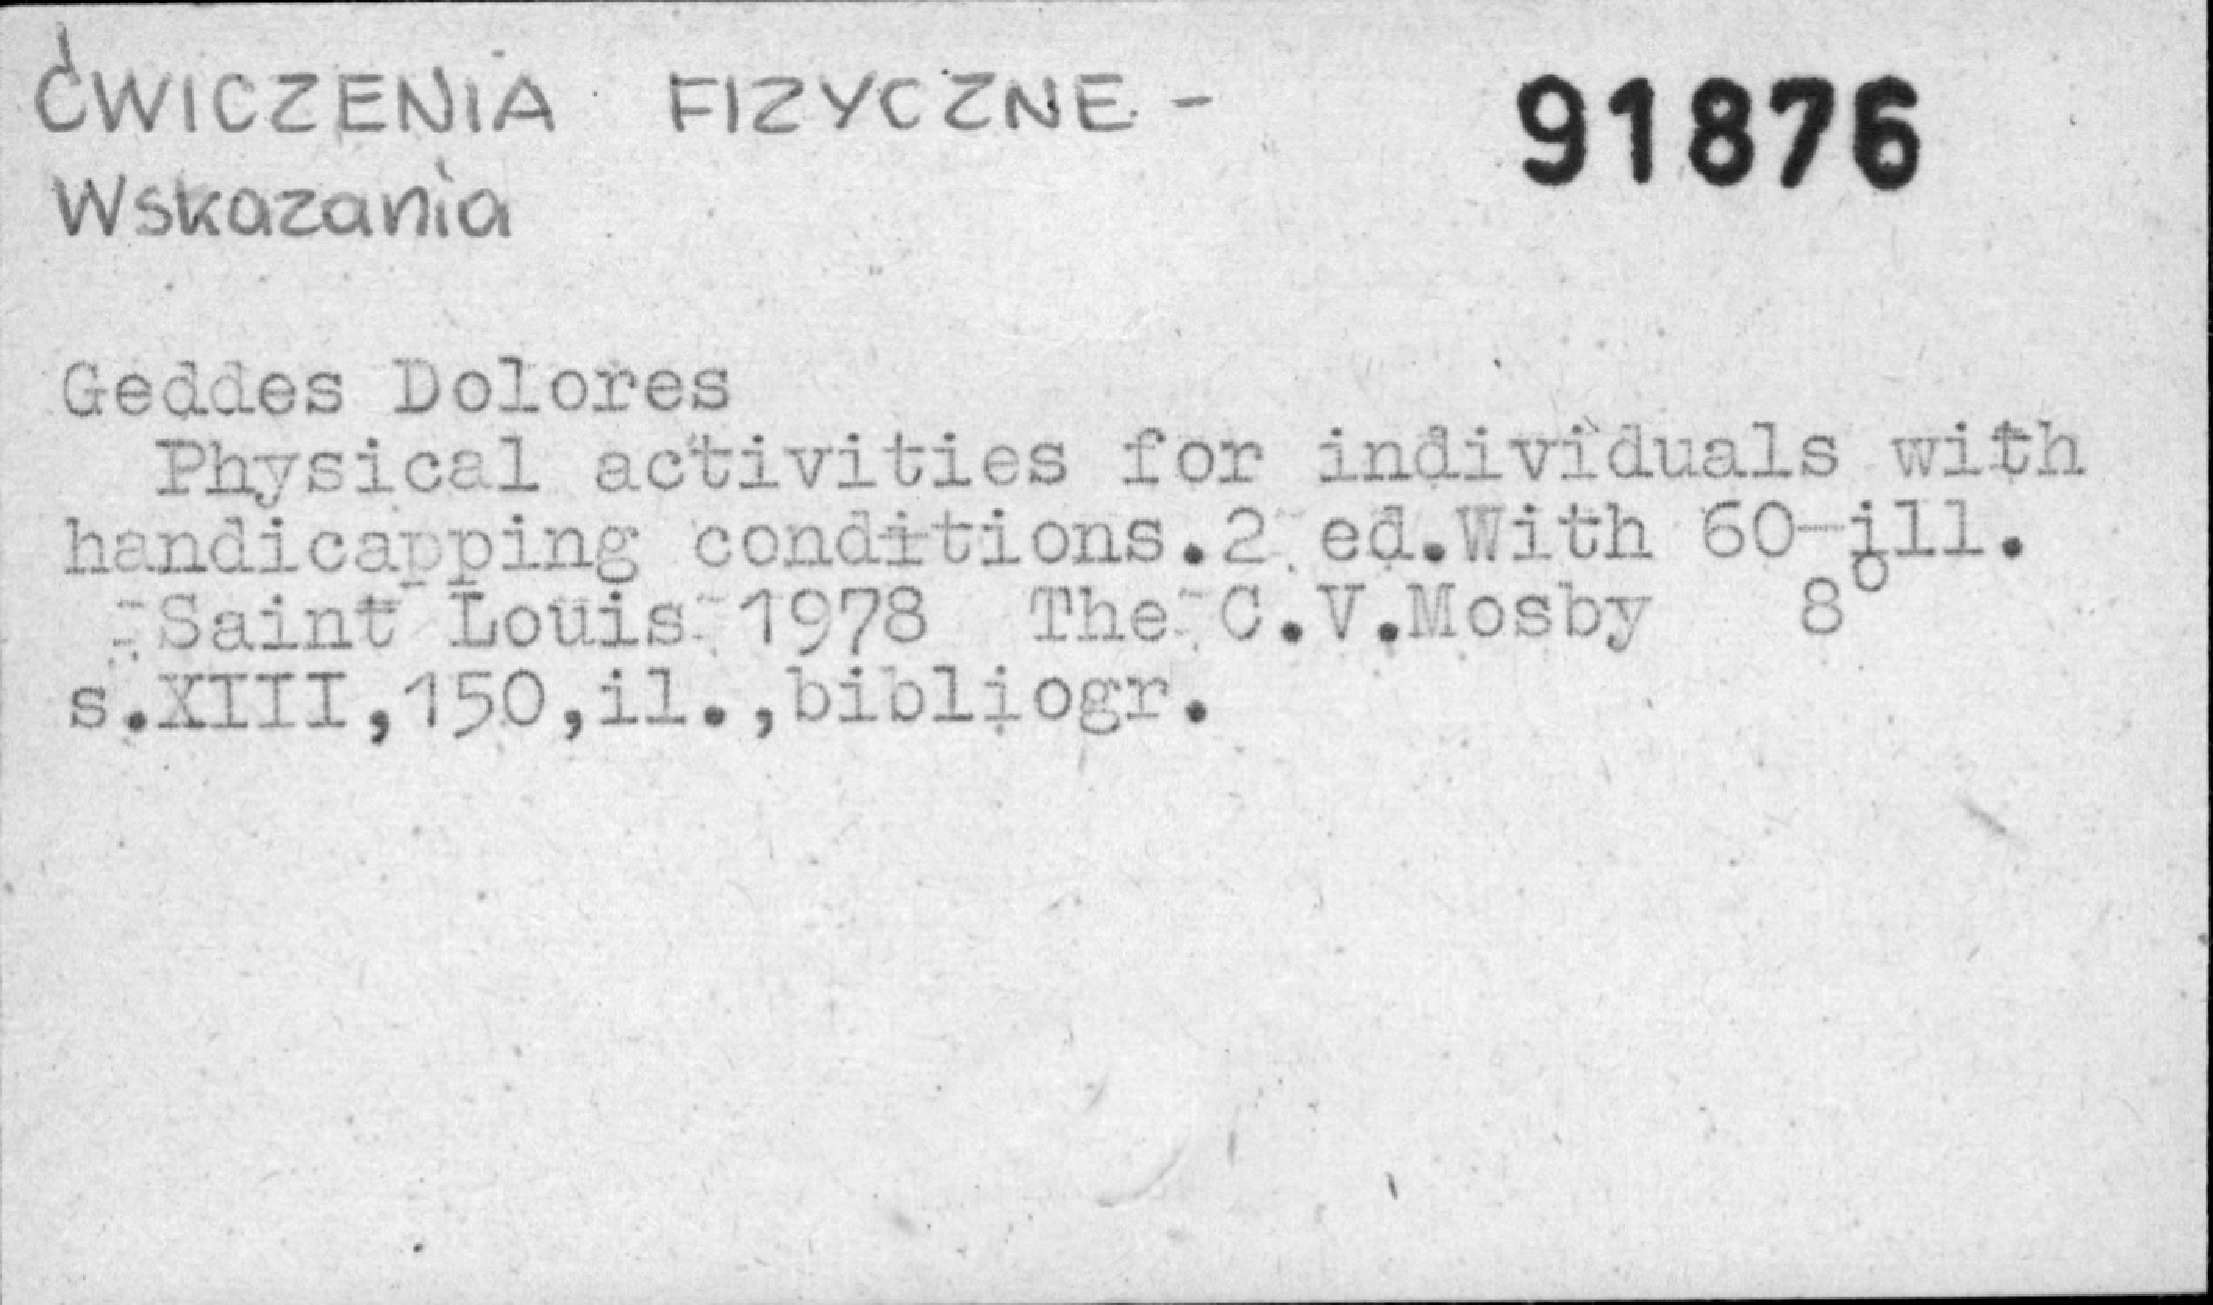 ĆWICZENIA FIZYCZNE -
91876
Wskazania
Geddes Dolores
Physical activities for individuals with
handicapping conditions.2 ed.With 60-ill.
Saint Louis 1978 The C.V.Mosby 8°
s.XIII,150,il.,bibliogr.